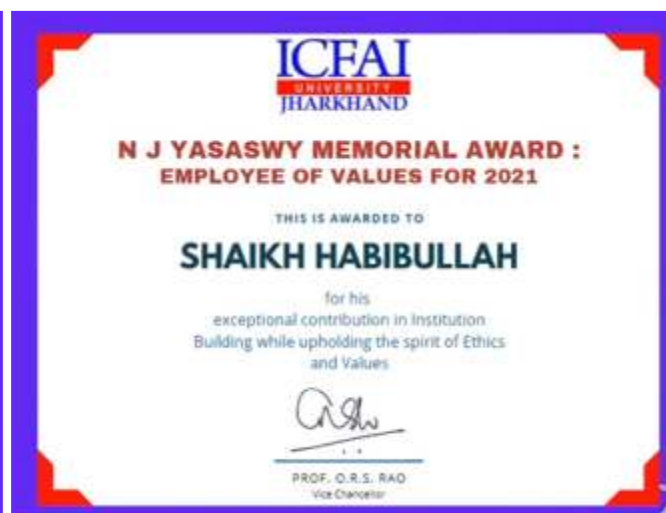 ICFAI
UNIVERSITY
JHARKHAND
N J YASASWY MEMORIAL AWARD :
EMPLOYEE OF VALUES FOR 2021
THIS IS AWARDED TO
SHAIKH HABIBULLAH
for his
exceptional contribution in Institution
Building while upholding the spirit of Ethics
and Values
PROF. O.R.S. RAO
Vice Chancellor